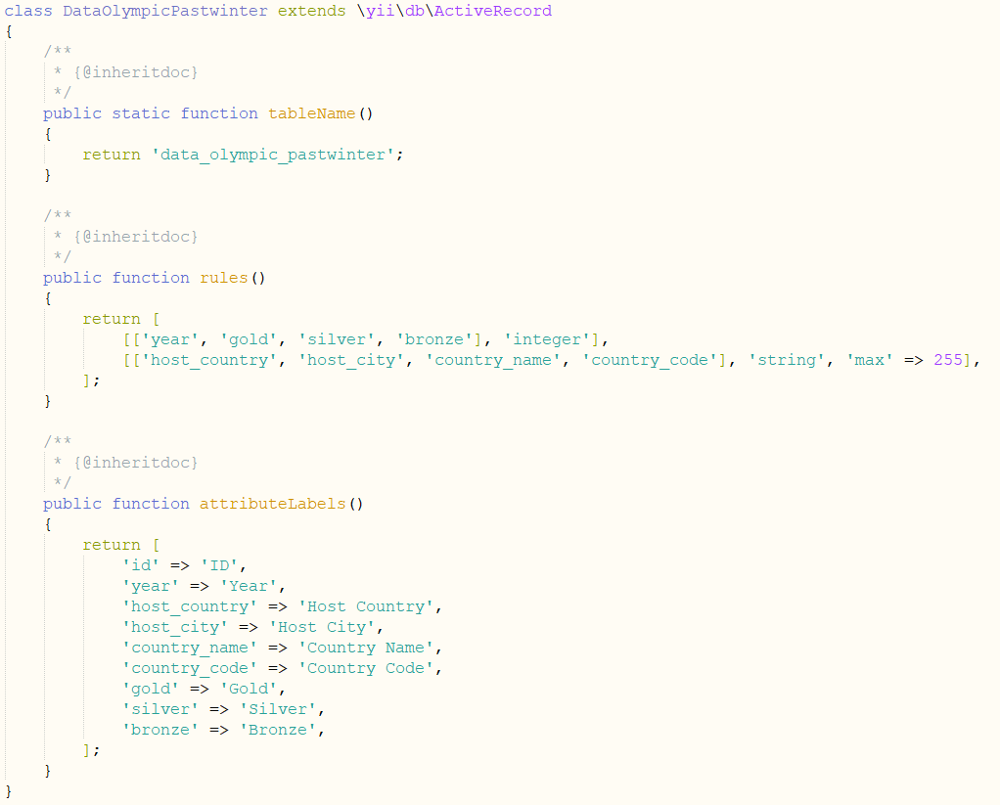 class DataOlympicPastwinter extends \yii\db\ActiveRecord
{
    /**
     * {@inheritdoc}
     */
    public static function tableName()
    {
        return 'data_olympic_pastwinter';
    }

    /**
     * {@inheritdoc}
     */
    public function rules()
    {
        return [
            [['year', 'gold', 'silver', 'bronze'], 'integer'],
            [['host_country', 'host_city', 'country_name', 'country_code'], 'string', 'max' => 255],
        ];
    }

    /**
     * {@inheritdoc}
     */
    public function attributeLabels()
    {
        return [
            'id' => 'ID',
            'year' => 'Year',
            'host_country' => 'Host Country',
            'host_city' => 'Host City',
            'country_name' => 'Country Name',
            'country_code' => 'Country Code',
            'gold' => 'Gold',
            'silver' => 'Silver',
            'bronze' => 'Bronze',
        ];
    }
}